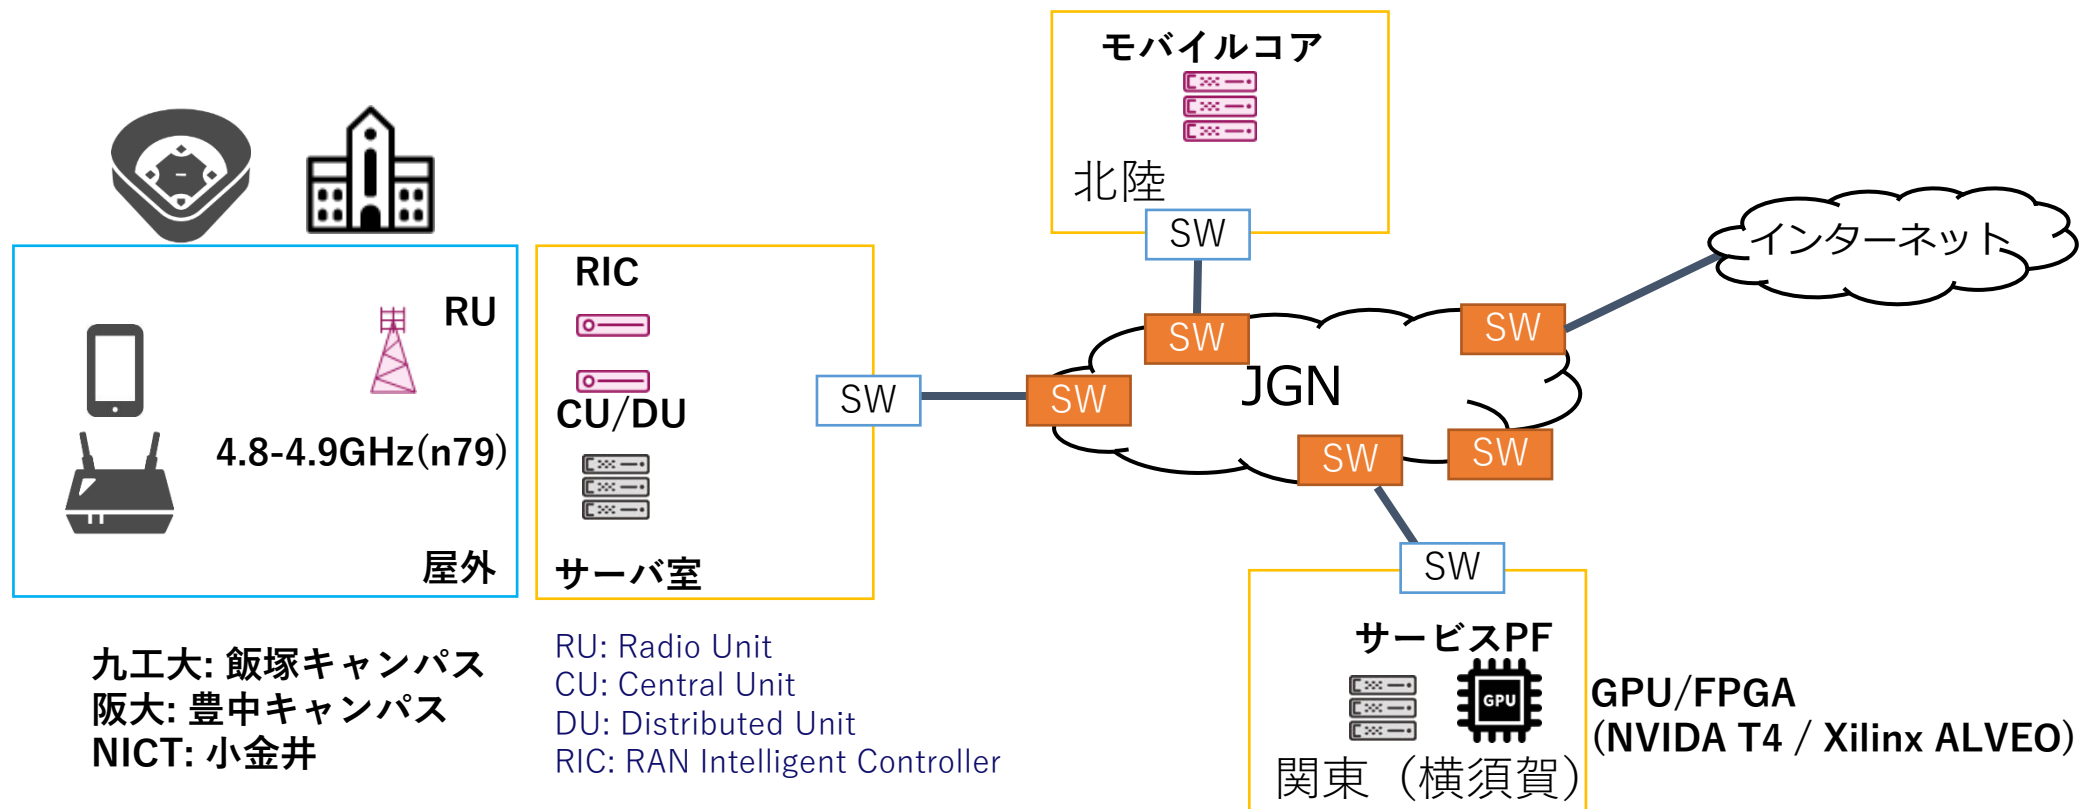 モバイルコア
北陸
SW
インターネット
RIC
RU
SW
SW
JGN
SW
SW
CU/DU
4.8-4.9GHz(n79)
SW
SW
屋外
サーバ室
SW
サービスPF
GPU
GPU/FPGA
(NVIDA T4 / Xilinx ALVEO)
関東（横須賀）
九工大: 飯塚キャンパス
阪大: 豊中キャンパス
NICT: 小金井
RU: Radio Unit
CU: Central Unit
DU: Distributed Unit
RIC: RAN Intelligent Controller